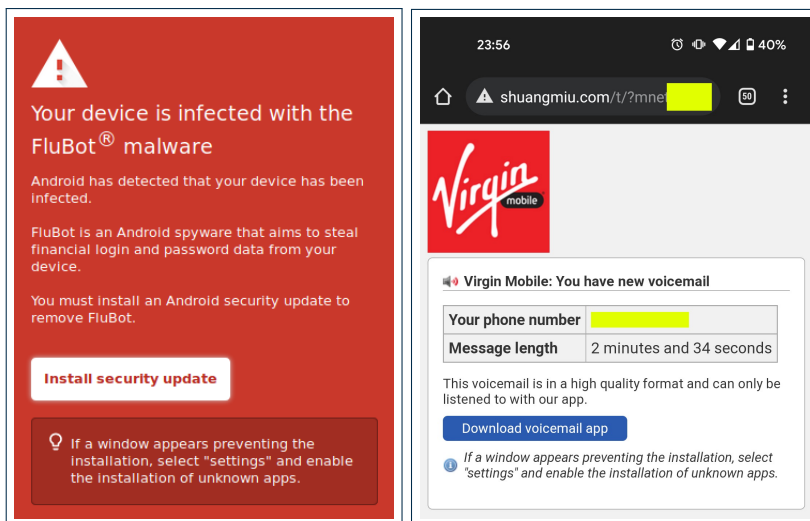 Your device is infected with the
FluBot® malware
Android has detected that your device has been
infected.
FluBot is an Android spyware that aims to steal
financial login and password data from your
device.
You must install an Android security update to
remove FluBot.
Install security update
If a window appears preventing the
installation, select "settings" and enable
the installation of unknown apps.
23:56
40%
shuangmiu.com/t/?mnet
50
Virgin
mobile
Virgin Mobile: You have new voicemail
Your phone number
Message length 2 minutes and 34 seconds
This voicemail is in a high quality format and can only be
listened to with our app.
Download voicemail app
If a window appears preventing the installation, select
"settings" and enable the installation of unknown apps.